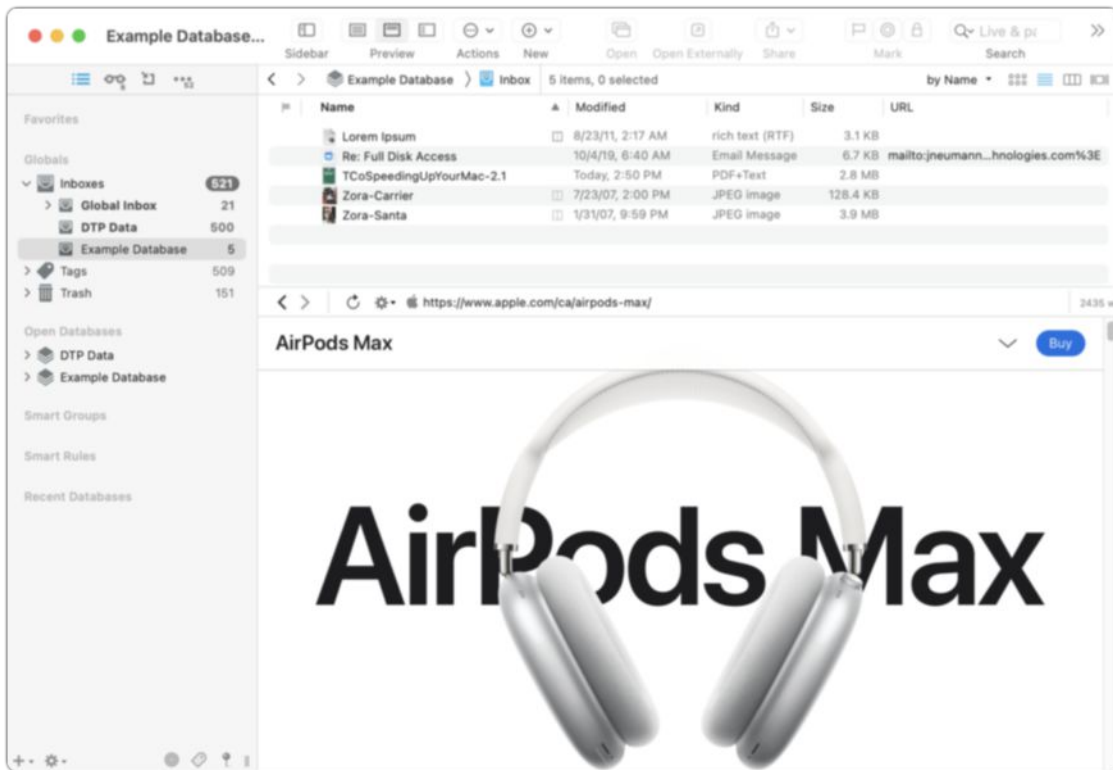 Example Database...
Sidebar
Preview
Actions
New
Open
Open Externally
Share
Mark
Live & pa
Search
Example Database
Inbox
5 items, 0 selected
by Name
Favorites
Globals
Inboxes 521
Global Inbox 21
DTP Data 500
Example Database 5
Tags 509
Trash 151
Open Databases
DTP Data
Example Database
Smart Groups
Smart Rules
Recent Databases
Name Modified Kind Size URL
Lorem Ipsum 8/23/11, 2:17 AM rich text (RTF) 3.1 KB
Re: Full Disk Access 10/4/19, 6:40 AM Email Message 6.7 KB mailto:jneumann...hnologies.com%3E
TCoSpeedingUpYourMac-2.1 Today, 2:50 PM PDF+Text 2.8 MB
Zora-Carrier 7/23/07, 2:00 PM JPEG image 128.4 KB
Zora-Santa 1/31/07, 9:59 PM JPEG image 3.9 MB
https://www.apple.com/ca/airpods-max/
2435 w
AirPods Max
Buy
AirPods Max